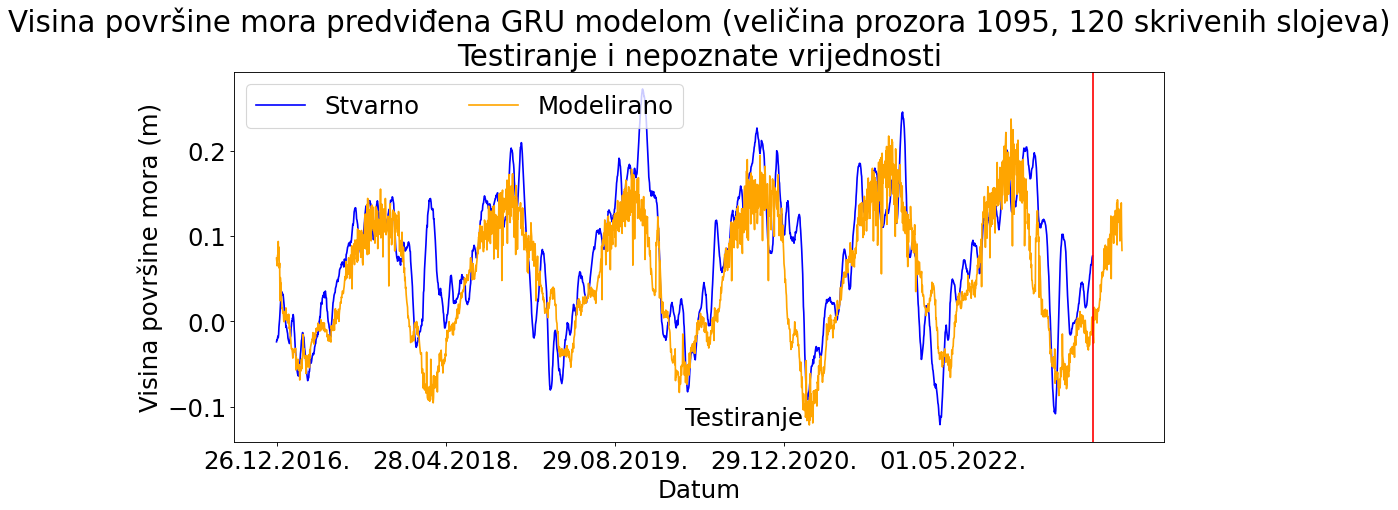 Visina površine mora predviđena GRU modelom (veličina prozora 1095, 120 skrivenih slojeva)
Testiranje i nepoznate vrijednosti
Stvarno Modelirano
Visina površine mora (m)
0.2
0.1
0.0
−0.1
Testiranje
26.12.2016. 28.04.2018. 29.08.2019. 29.12.2020. 01.05.2022.
Datum